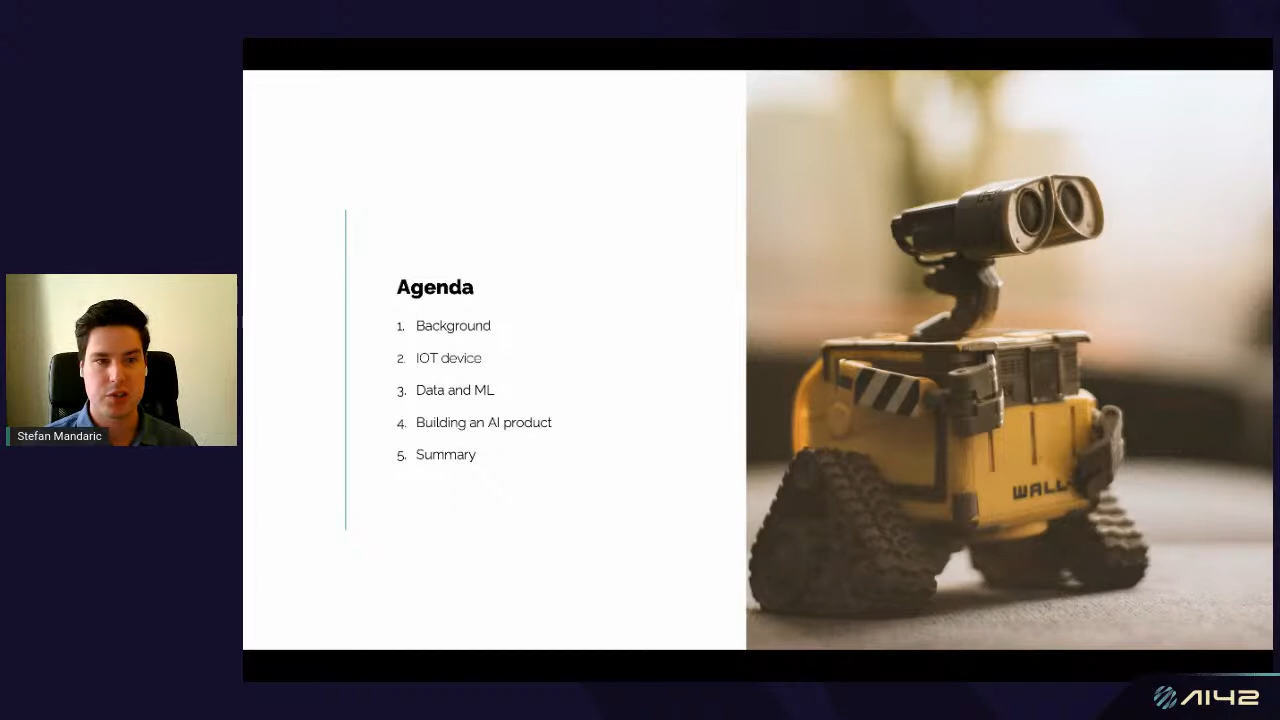 Agenda
1. Background
2. IOT device
3. Data and ML
4. Building an AI product
5. Summary
WALL
Stefan Mandaric
AI42